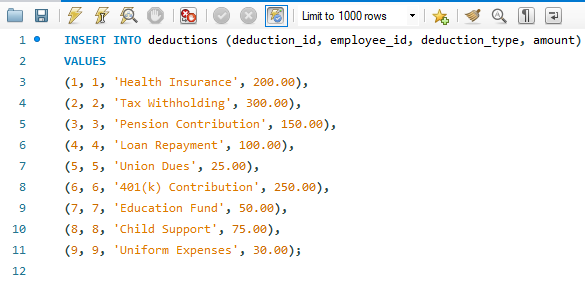 Limit to 1000 rows
1 INSERT INTO deductions (deduction_id, employee_id, deduction_type, amount)
2 VALUES
3 (1, 1, 'Health Insurance', 200.00),
4 (2, 2, 'Tax Withholding', 300.00),
5 (3, 3, 'Pension Contribution', 150.00),
6 (4, 4, 'Loan Repayment', 100.00),
7 (5, 5, 'Union Dues', 25.00),
8 (6, 6, '401(k) Contribution', 250.00),
9 (7, 7, 'Education Fund', 50.00),
10 (8, 8, 'Child Support', 75.00),
11 (9, 9, 'Uniform Expenses', 30.00);
12